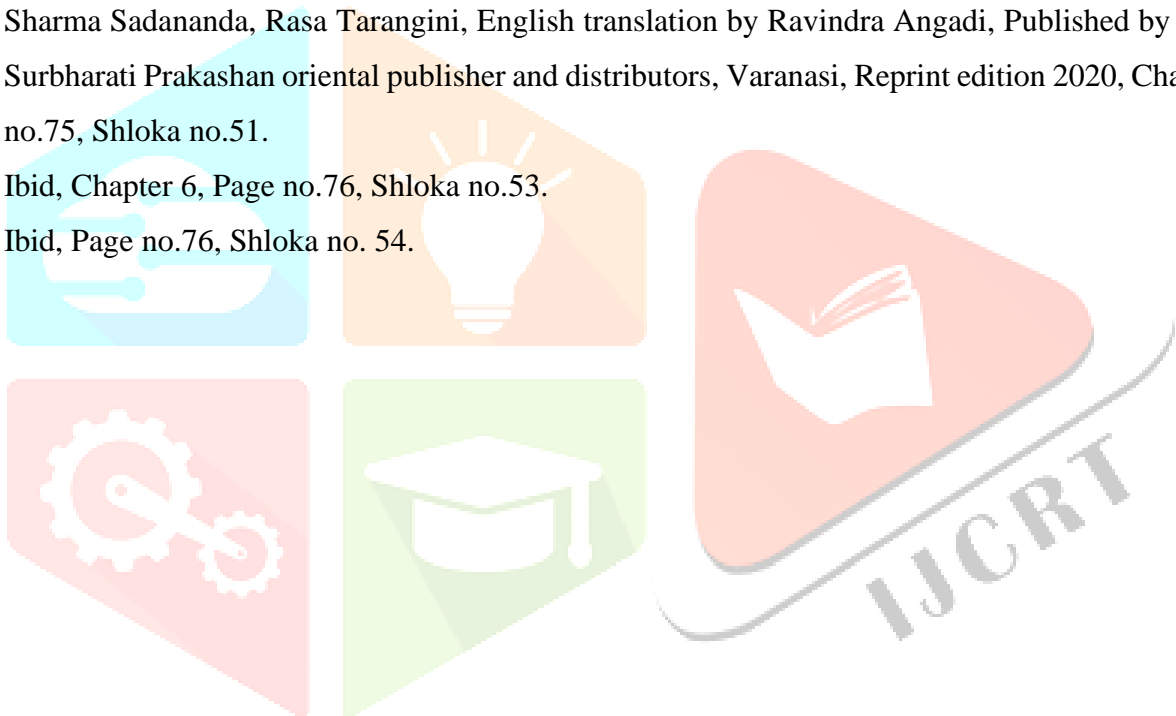 Sharma Sadananda, Rasa Tarangini, English translation by Ravindra Angadi, Published by
Surbharati Prakashan oriental publisher and distributors, Varanasi, Reprint edition 2020,
no.75, Shloka no.51.
Ibid, Chapter 6, Page no.76, Shloka no.53.
Ibid, Page no.76, Shloka no. 54.
IJCRT